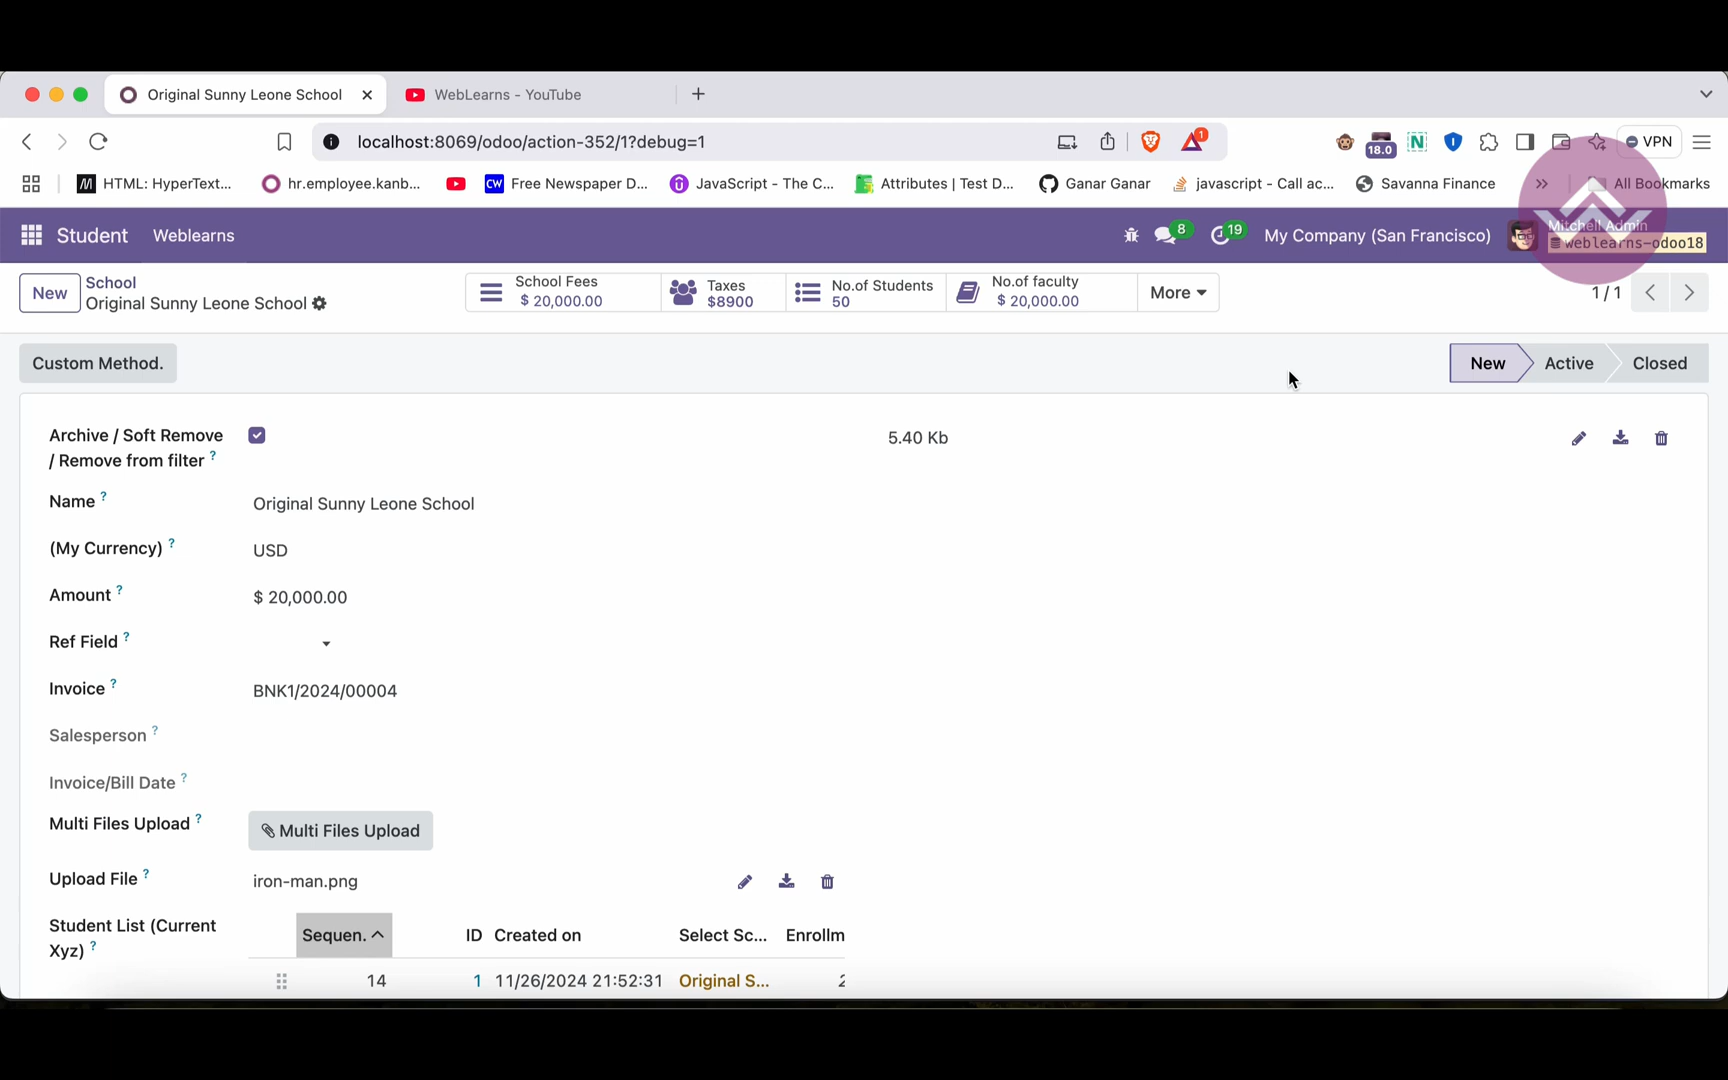 Original Sunny Leone School
WebLearns - YouTube
localhost:8069/odoo/action-352/1?debug=1
1
18.0
VPN
HTML: HyperText...
hr.employee.kanb...
Free Newspaper D...
JavaScript - The C...
Attributes | Test D...
Ganar Ganar
javascript - Call ac...
Savanna Finance
All Bookmarks
Student
Weblearns
8
19
My Company (San Francisco)
Mitchell Admin
weblearns-odoo18
New
School
Original Sunny Leone School
School Fees
$ 20,000.00
Taxes
$8900
No.of Students
50
No.of faculty
$ 20,000.00
More
1 / 1
Custom Method.
New
Active
Closed
Archive / Soft Remove
/ Remove from filter ?
5.40 Kb
Name ?
Original Sunny Leone School
(My Currency) ?
USD
Amount ?
$ 20,000.00
Ref Field ?
Invoice ?
BNK1/2024/00004
Salesperson ?
Invoice/Bill Date ?
Multi Files Upload ?
Multi Files Upload
Upload File ?
iron-man.png
Student List (Current
Xyz) ?
Sequen.
ID
Created on
Select Sc...
Enrollm
14
1
11/26/2024 21:52:31
Original S...